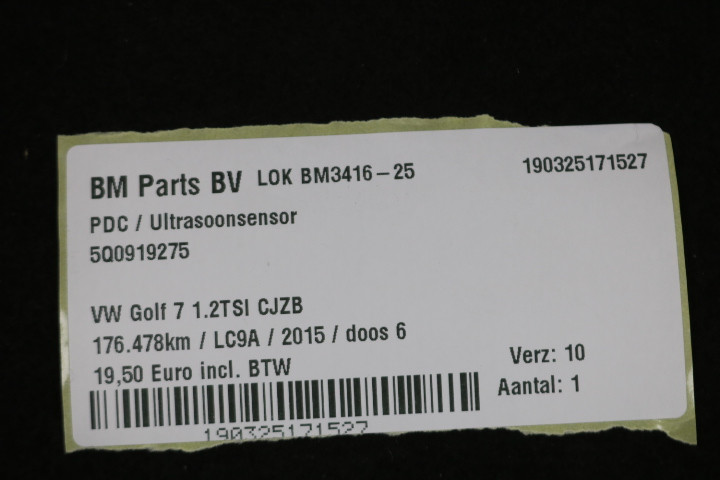 BM Parts BV LOK BM3416-25 190325171527
PDC / Ultrasoonsensor
5Q0919275
VW Golf 7 1.2TSI CJZB
176.478km / LC9A / 2015 / doos 6
19,50 Euro incl. BTW
Verz: 10
Aantal: 1
190325171527